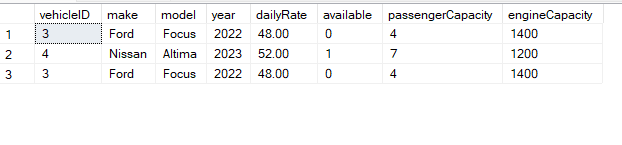 vehicleID make model year dailyRate available passengerCapacity engineCapacity
1 3 Ford Focus 2022 48.00 0 4 1400
2 4 Nissan Altima 2023 52.00 1 7 1200
3 3 Ford Focus 2022 48.00 0 4 1400